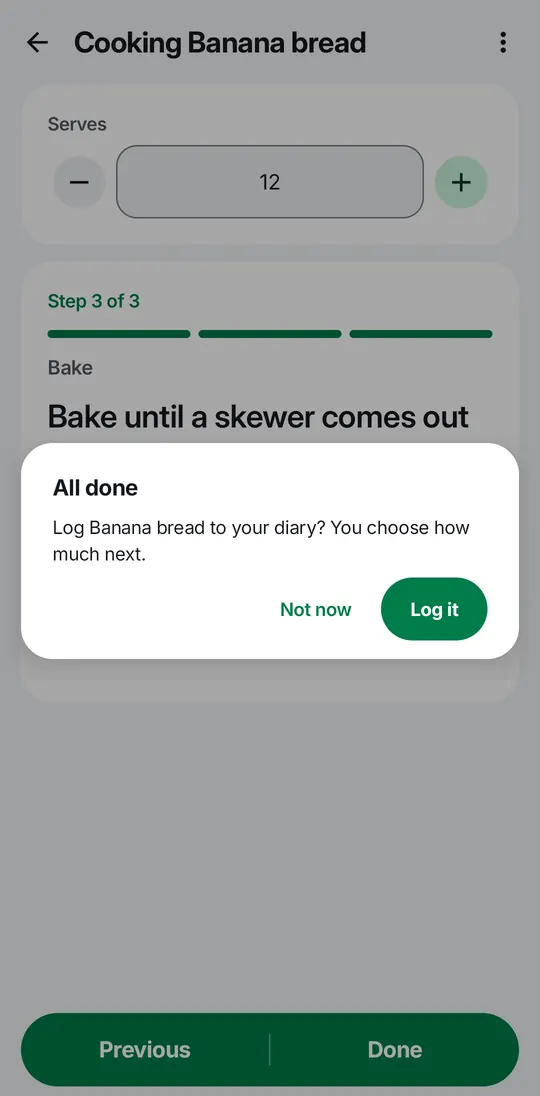 Cooking Banana bread
Serves
12
Step 3 of 3
Bake
Bake until a skewer comes out
All done
Log Banana bread to your diary? You choose how
much next.
Not now
Log it
Previous
Done